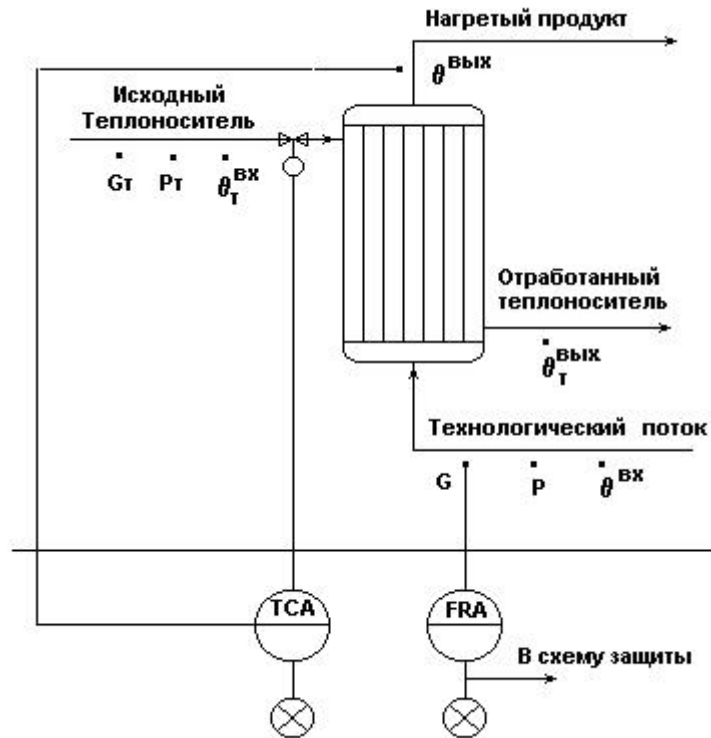 Нагретый продукт
θвых
Исходный
Теплоноситель
Gт Pт θтвх
Отработанный
теплоноситель
θтвых
Технологический поток
G P θвх
TCA FRA
В схему защиты